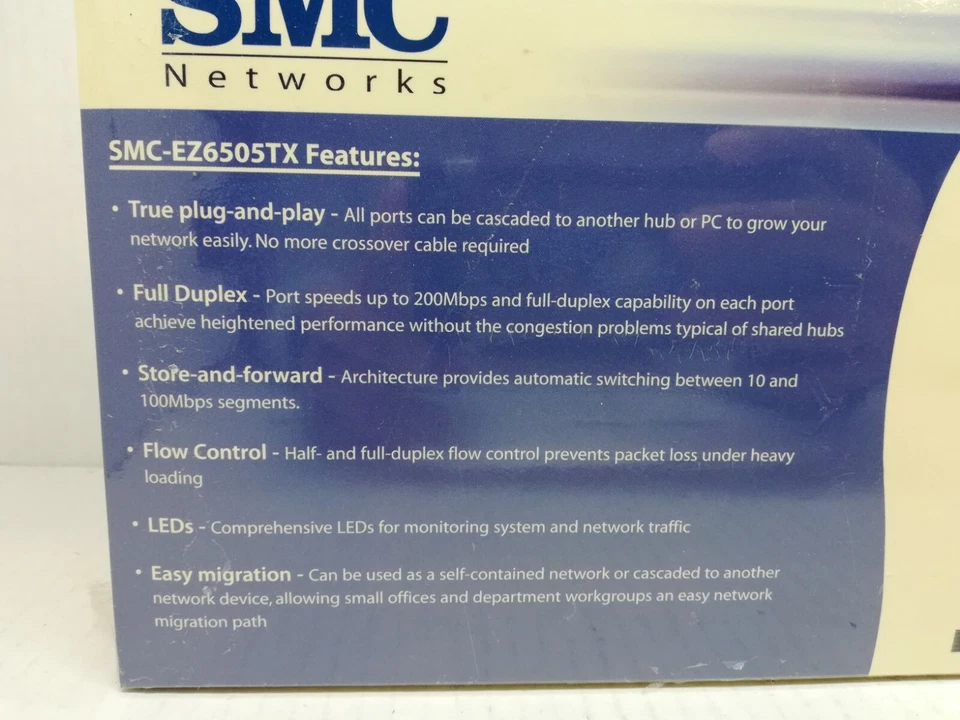 SMC
Networks
SMC-EZ6505TX Features:
• True plug-and-play - All ports can be cascaded to another hub or PC to grow your
network easily. No more crossover cable required
• Full Duplex - Port speeds up to 200Mbps and full-duplex capability on each port
achieve heightened performance without the congestion problems typical of shared hubs
• Store-and-forward - Architecture provides automatic switching between 10 and
100Mbps segments.
• Flow Control - Half- and full-duplex flow control prevents packet loss under heavy
loading
• LEDs - Comprehensive LEDs for monitoring system and network traffic
• Easy migration - Can be used as a self-contained network or cascaded to another
network device, allowing small offices and department workgroups an easy network
migration path